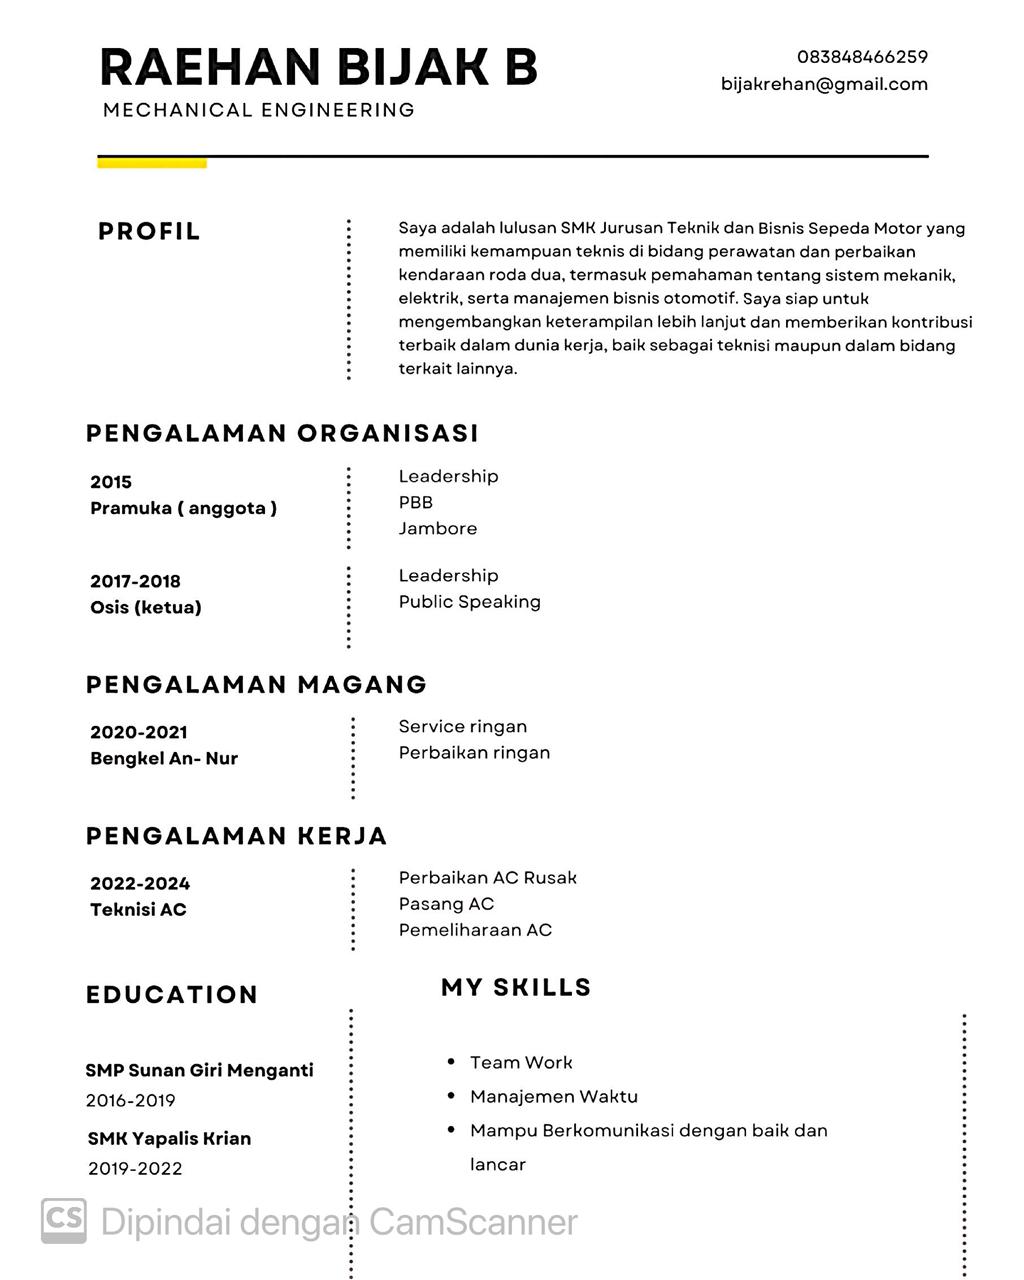 RAEHAN BIJAK B
MECHANICAL ENGINEERING
083848466259
bijakrehan@gmail.com
PROFIL
Saya adalah lulusan SMK Jurusan Teknik dan Bisnis Sepeda Motor yang
memiliki kemampuan teknis di bidang perawatan dan perbaikan
kendaraan roda dua, termasuk pemahaman tentang sistem mekanik,
elektrik, serta manajemen bisnis otomotif. Saya siap untuk
mengembangkan keterampilan lebih lanjut dan memberikan kontribusi
terbaik dalam dunia kerja, baik sebagai teknisi maupun dalam bidang
terkait lainnya.
PENGALAMAN ORGANISASI
2015
Pramuka ( anggota )
Leadership
PBB
Jambore
2017-2018
Osis (ketua)
Leadership
Public Speaking
PENGALAMAN MAGANG
2020-2021
Bengkel An- Nur
Service ringan
Perbaikan ringan
PENGALAMAN KERJA
2022-2024
Teknisi AC
Perbaikan AC Rusak
Pasang AC
Pemeliharaan AC
EDUCATION
SMP Sunan Giri Menganti
2016-2019
SMK Yapalis Krian
2019-2022
MY SKILLS
• Team Work
• Manajemen Waktu
• Mampu Berkomunikasi dengan baik dan
lancar
CS Dipindai dengan CamScanner